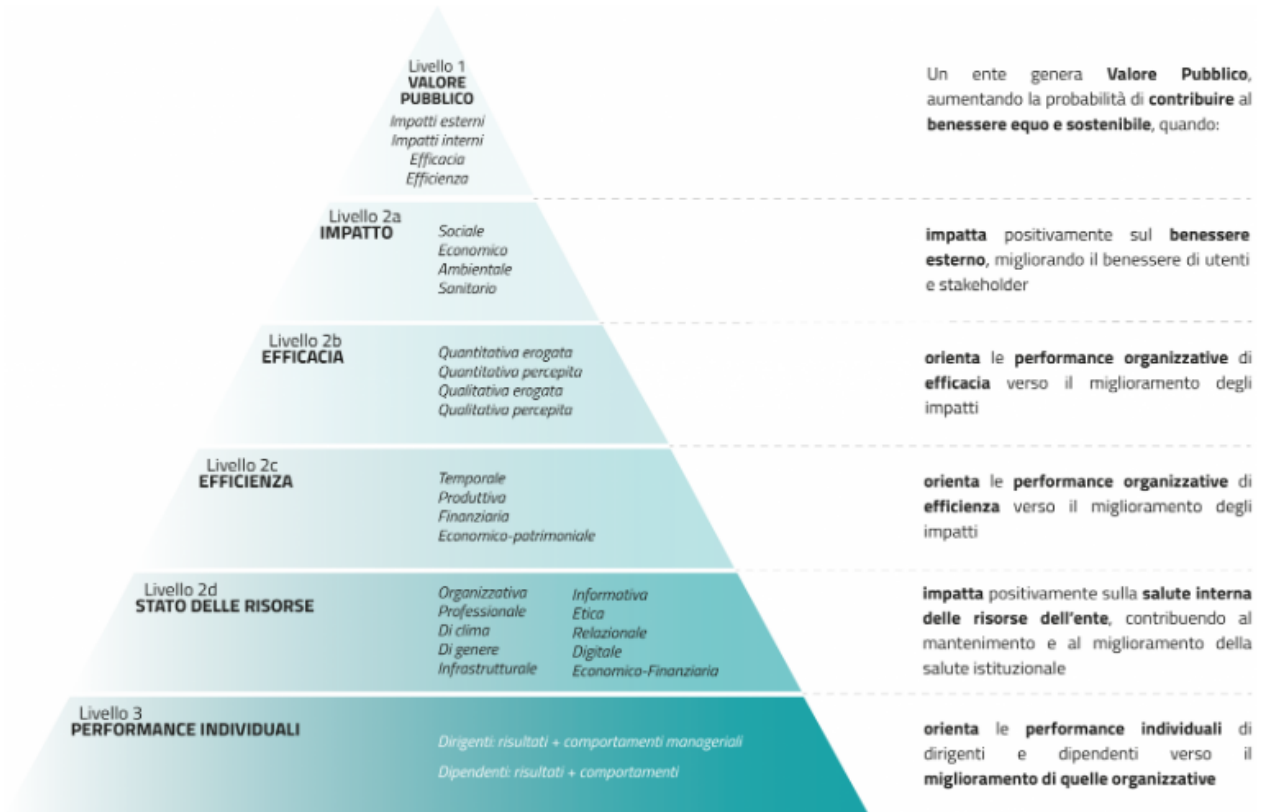 Livello 1
VALORE
PUBBLICO
Impatti esterni
Impatti interni
Efficacia
Efficienza
Un ente genera Valore Pubblico,
aumentando la probabilità di contribuire al
benessere equo e sostenibile, quando:
Livello 2a
IMPATTO
Sociale
Economico
Ambientale
Sanitario
impatta positivamente sul benessere
esterno, migliorando il benessere di utenti
e stakeholder
Livello 2b
EFFICACIA
Quantitativa erogata
Quantitativa percepita
Qualitativa erogata
Qualitativa percepita
orienta le performance organizzative di
efficacia verso il miglioramento degli
impatti
Livello 2c
EFFICIENZA
Temporale
Produttiva
Finanziaria
Economico-patrimoniale
orienta le performance organizzative di
efficienza verso il miglioramento degli
impatti
Livello 2d
STATO DELLE RISORSE
Organizzativa
Professionale
Di clima
Di genere
Infrastrutturale
Informativa
Etica
Relazionale
Digitale
Economico-Finanziaria
impatta positivamente sulla salute interna
delle risorse dell'ente, contribuendo al
mantenimento e al miglioramento della
salute istituzionale
Livello 3
PERFORMANCE INDIVIDUALI
Dirigenti: risultati + comportamenti manageriali
Dipendenti: risultati + comportamenti
orienta le performance individuali di
dirigenti e dipendenti verso il
miglioramento di quelle organizzative